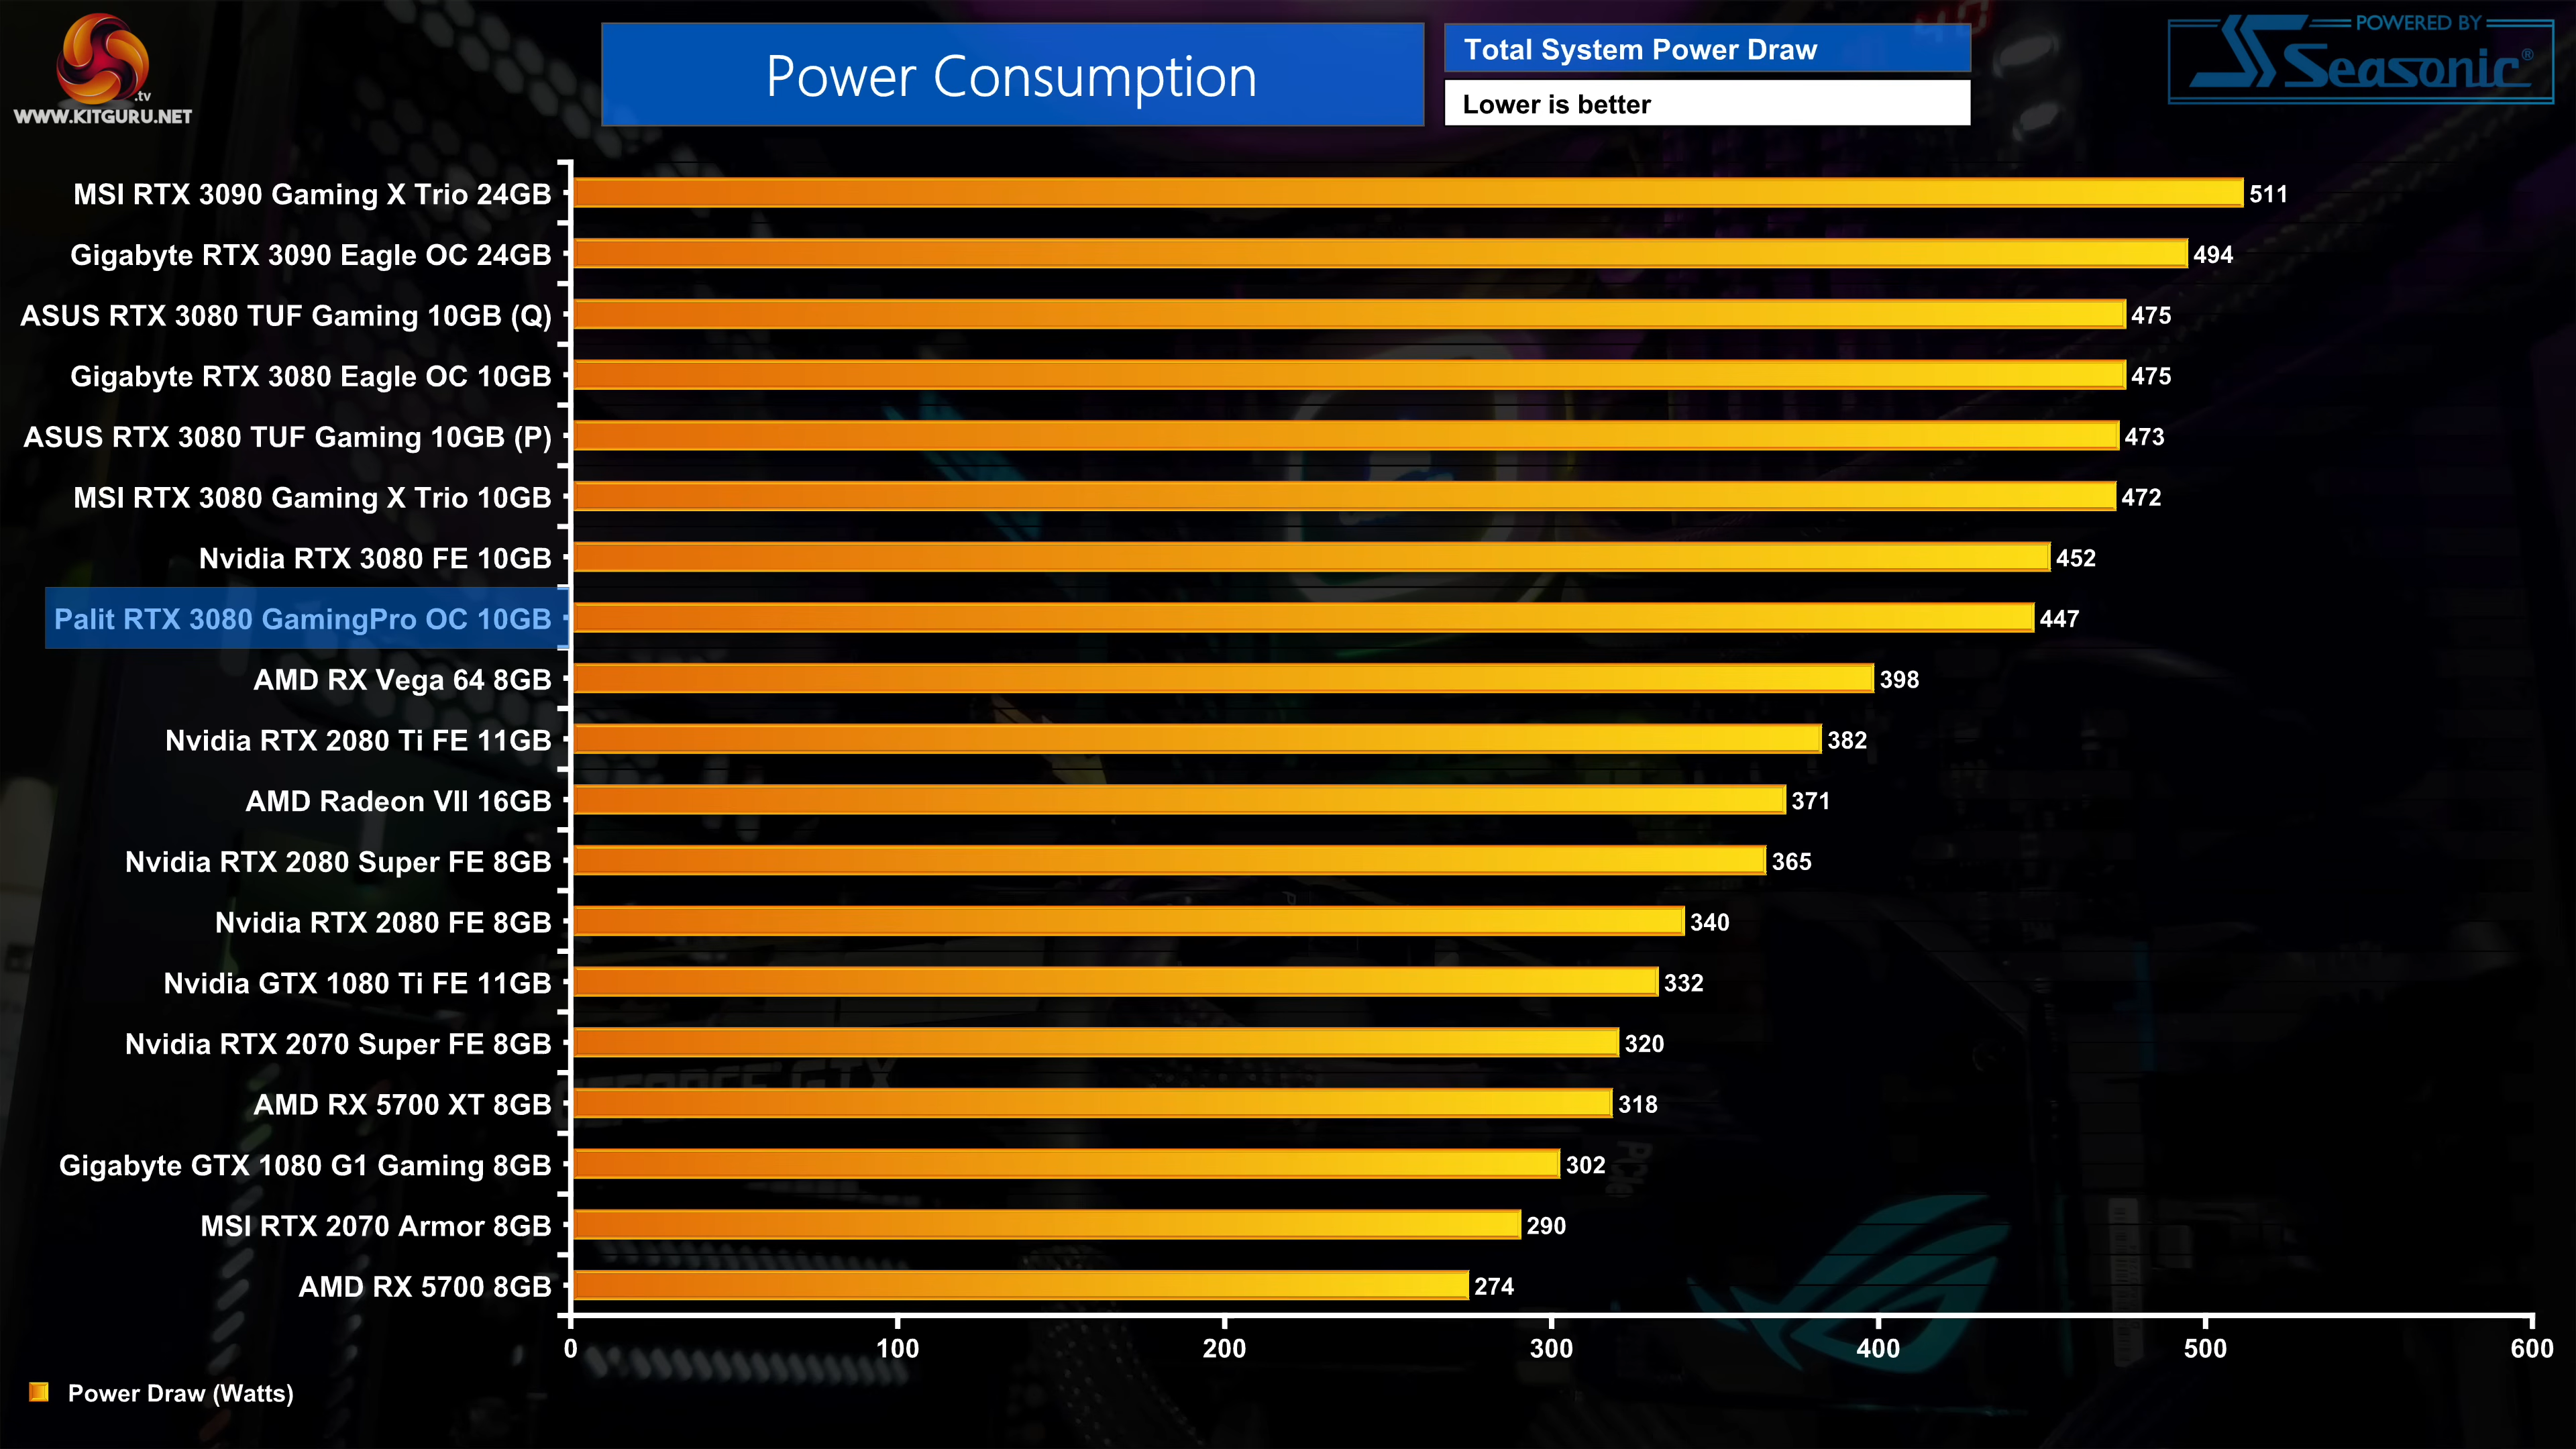 .tv
WWW.KITGURU.NET
Power Consumption
Total System Power Draw
Lower is better
POWERED BY
Seasonic®
MSI RTX 3090 Gaming X Trio 24GB 511
Gigabyte RTX 3090 Eagle OC 24GB 494
ASUS RTX 3080 TUF Gaming 10GB (Q) 475
Gigabyte RTX 3080 Eagle OC 10GB 475
ASUS RTX 3080 TUF Gaming 10GB (P) 473
MSI RTX 3080 Gaming X Trio 10GB 472
Nvidia RTX 3080 FE 10GB 452
Palit RTX 3080 GamingPro OC 10GB 447
AMD RX Vega 64 8GB 398
Nvidia RTX 2080 Ti FE 11GB 382
AMD Radeon VII 16GB 371
Nvidia RTX 2080 Super FE 8GB 365
Nvidia RTX 2080 FE 8GB 340
Nvidia GTX 1080 Ti FE 11GB 332
Nvidia RTX 2070 Super FE 8GB 320
GEFORCE GTX
AMD RX 5700 XT 8GB 318
Gigabyte GTX 1080 G1 Gaming 8GB 302
PCIe
MSI RTX 2070 Armor 8GB 290
AMD RX 5700 8GB 274
0 100 200 300 400 500 600
Power Draw (Watts)